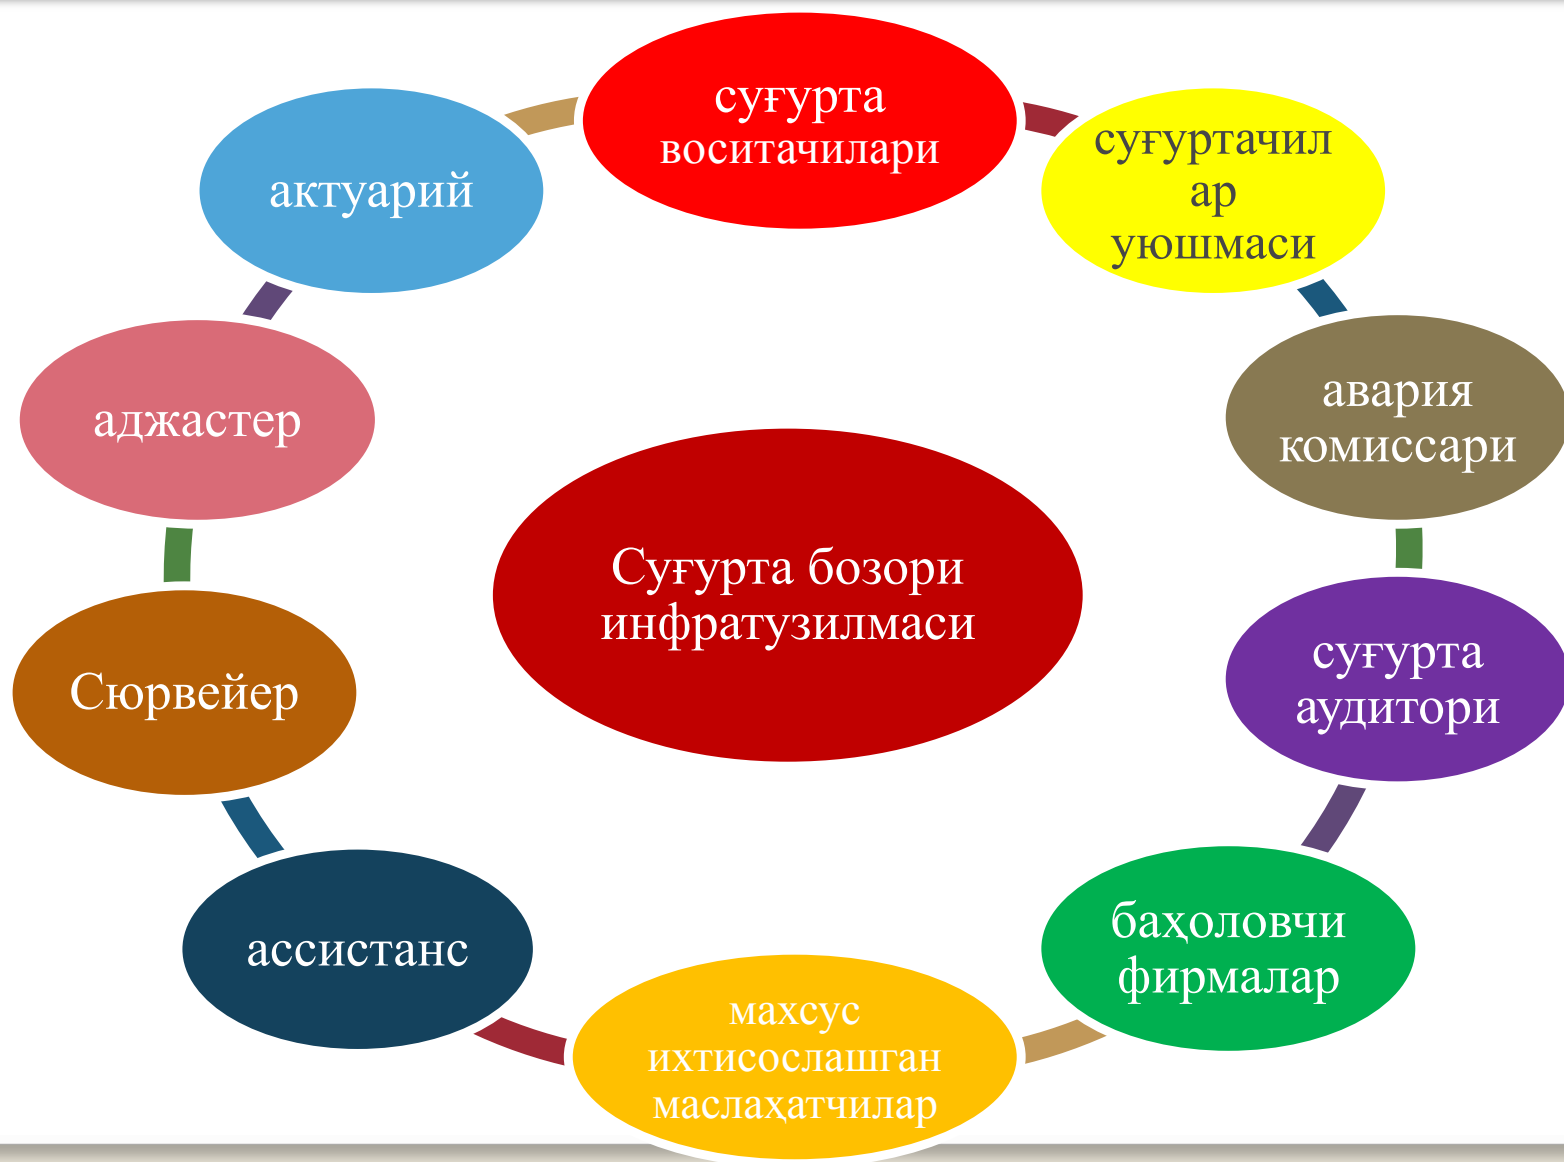 суғурта
воситачилари
суғуртачил
ар
уюшмаси
авария
комиссари
суғурта
аудитори
баҳоловчи
фирмалар
махсус
ихтисослашган
маслаҳатчилар
ассистанс
Сюрвейер
аджастер
актуарий
Суғурта бозори
инфратузилмаси